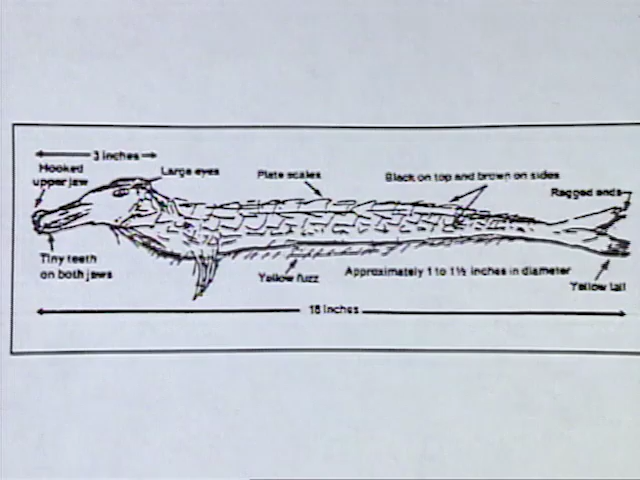 3 inches
Hooked
upper jaw
Large eyes
Plate scales
Black on top and brown on sides
Ragged ends
Tiny teeth
on both jaws
Yellow fuzz
Approximately 1 to 1½ inches in diameter
Yellow tail
18 inches